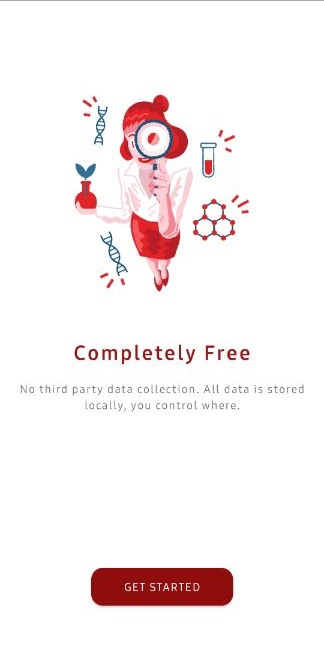 Completely Free
No third party data collection. All data is stored
locally, you control where.
GET STARTED